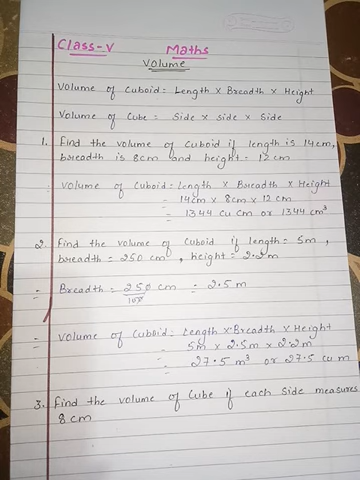 Class-V Maths
Volume
Volume of Cuboid = Length x Breadth x Height
Volume of Cube = Side x Side x Side
1. Find the volume of Cuboid if length is 14cm,
breadth is 8cm and height = 12cm
Volume of Cuboid = Length x Breadth x Height
= 14cm x 8cm x 12 cm
= 1344 Cu Cm or 1344 cm³
2. Find the volume of Cuboid if length = 5m,
breadth = 250 cm, height = 2.2m
= Breadth = 250/100 cm = 2.5 m
= Volume of Cuboid = Length x Breadth x Height
5m x 2.5m x 2.2m
= 27.5 m³ or 27.5 cu m
3. Find the volume of Cube if each side measures
8cm